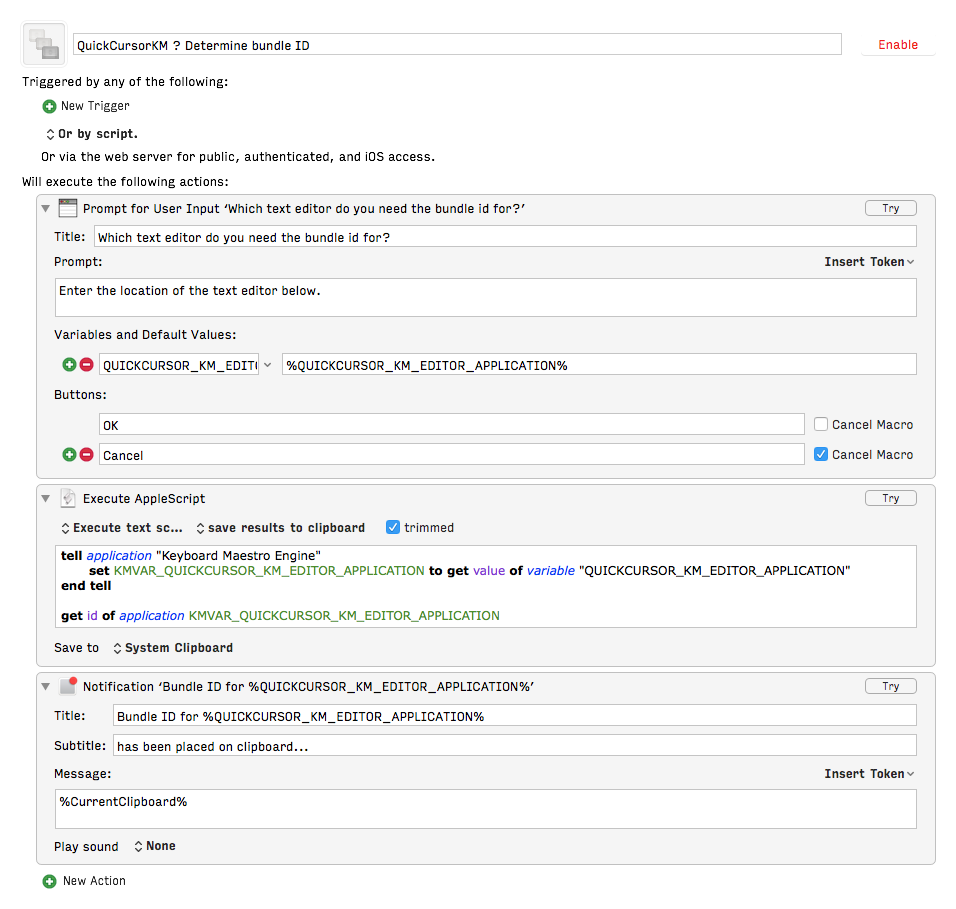 QuickCursorKM ? Determine bundle ID
Enable
Triggered by any of the following:
New Trigger
Or by script.
Or via the web server for public, authenticated, and iOS access.
Will execute the following actions:
Prompt for User Input ‘Which text editor do you need the bundle id for?’
Try
Title: Which text editor do you need the bundle id for?
Prompt:
Insert Token
Enter the location of the text editor below.
Variables and Default Values:
QUICKCURSOR_KM_EDIT
%QUICKCURSOR_KM_EDITOR_APPLICATION%
Buttons:
OK
Cancel Macro
Cancel
Cancel Macro
Execute AppleScript
Try
Execute text sc... save results to clipboard trimmed
tell application "Keyboard Maestro Engine"
set KMVAR_QUICKCURSOR_KM_EDITOR_APPLICATION to get value of variable "QUICKCURSOR_KM_EDITOR_APPLICATION"
end tell
get id of application KMVAR_QUICKCURSOR_KM_EDITOR_APPLICATION
Save to System Clipboard
Notification ‘Bundle ID for %QUICKCURSOR_KM_EDITOR_APPLICATION%’
Try
Title: Bundle ID for %QUICKCURSOR_KM_EDITOR_APPLICATION%
Subtitle: has been placed on clipboard...
Message:
Insert Token
%CurrentClipboard%
Play sound None
New Action